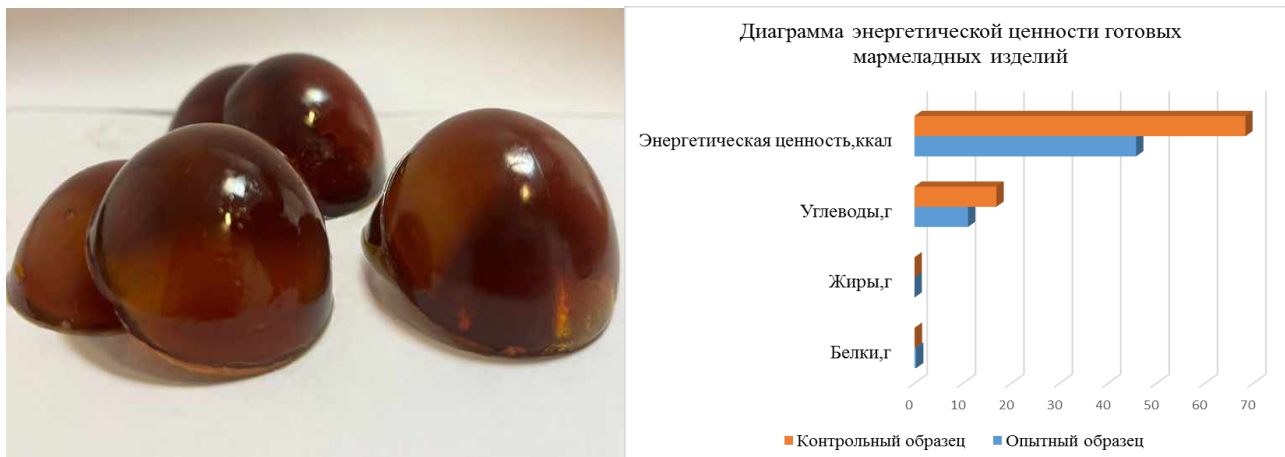 Диаграмма энергетической ценности готовых
мармеладных изделий
Энергетическая ценность,ккал
Углеводы,г
Жиры,г
Белки,г
0 10 20 30 40 50 60 70
Контрольный образец Опытный образец